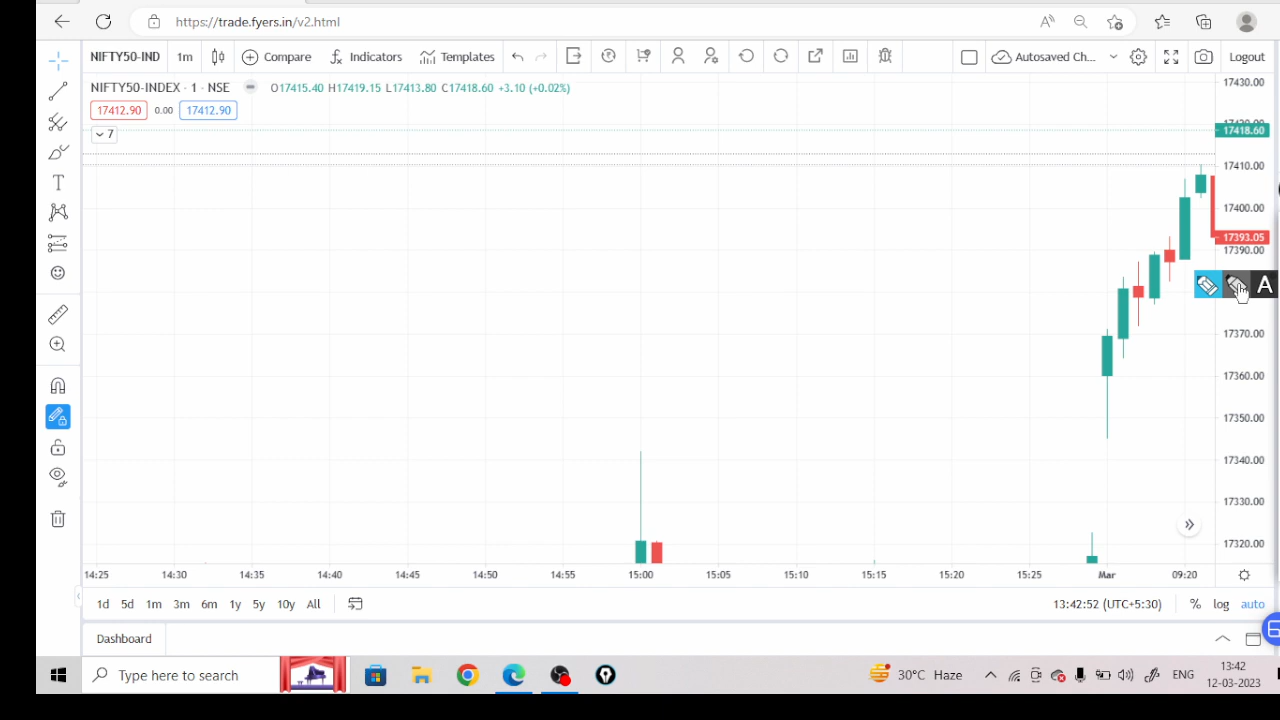 https://trade.fyers.in/v2.html
NIFTY50-IND 1m Compare Indicators Templates Autosaved Ch... Logout
NIFTY50-INDEX · 1 · NSE O17415.40 H17419.15 L17413.80 C17418.60 +3.10 (+0.02%)
17412.90 0.00 17412.90
7
17430.00
17418.60
17410.00
17400.00
17393.05
17390.00
A
17370.00
17360.00
17350.00
17340.00
17330.00
17320.00
14:25 14:30 14:35 14:40 14:45 14:50 14:55 15:00 15:05 15:10 15:15 15:20 15:25 Mar 09:20
1d 5d 1m 3m 6m 1y 5y 10y All 13:42:52 (UTC+5:30) % log auto
Dashboard
Type here to search 30°C Haze ENG 13:42
12-03-2023